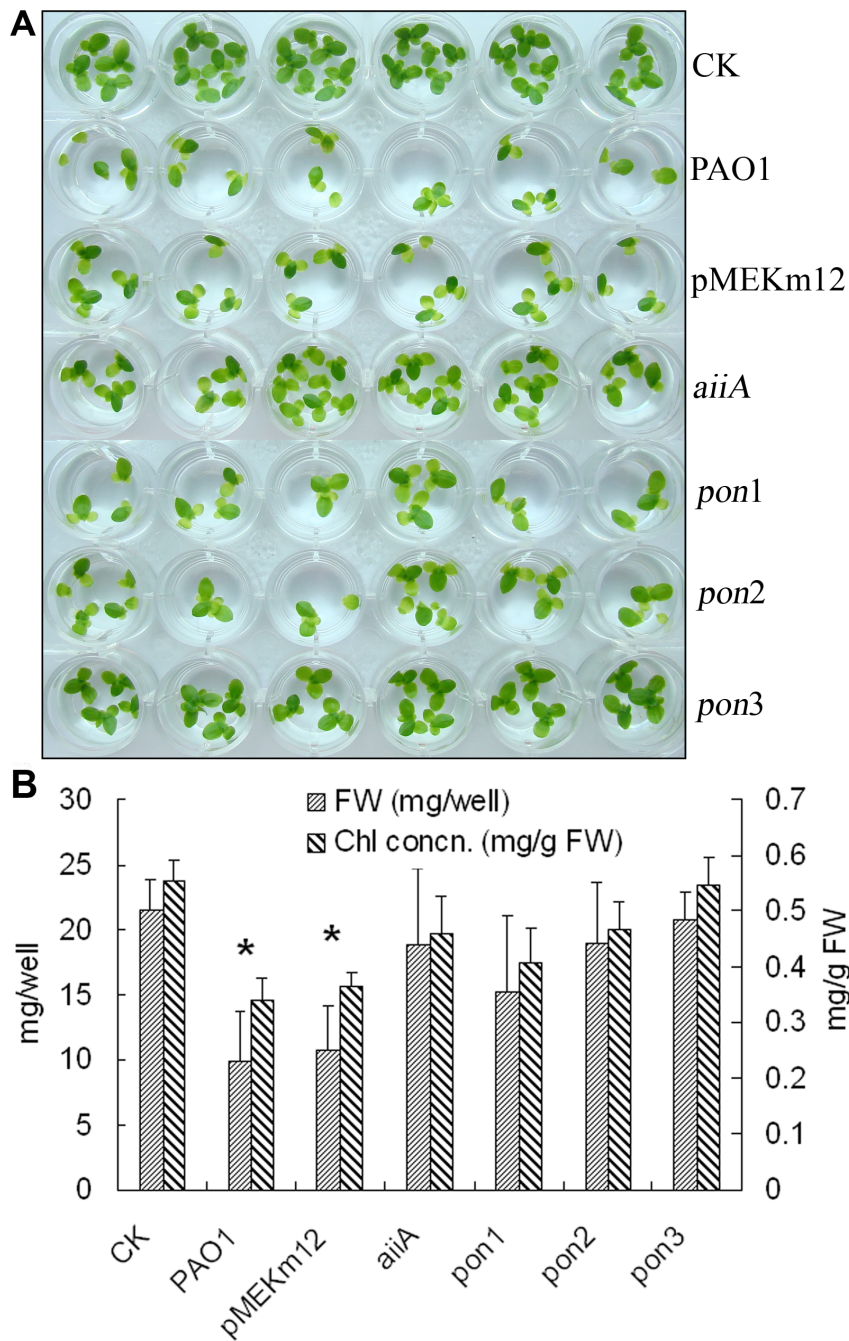 A
CK
PAO1
pMEKm12
aiiA
pon1
pon2
pon3
B
FW (mg/well)
Chl concn. (mg/g FW)
30
25
20
15
10
5
0
mg/well
0.7
0.6
0.5
0.4
0.3
0.2
0.1
0
mg/g FW
*
*
CK
PAO1
pMEKm12
aiiA
pon1
pon2
pon3